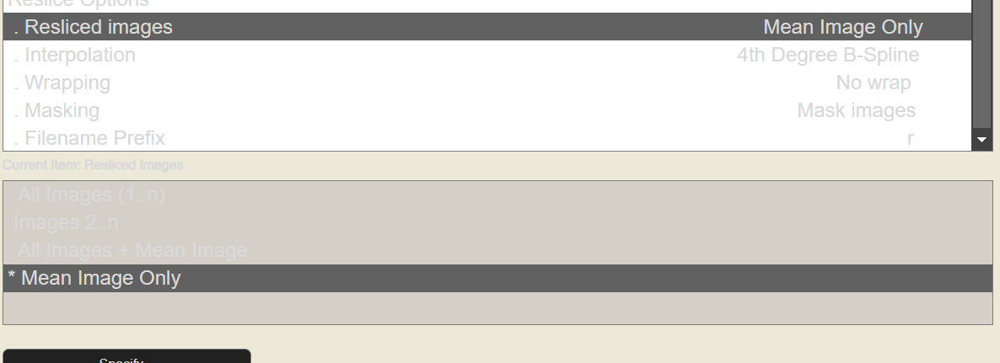 Reslice Options
. Resliced images Mean Image Only
. Interpolation 4th Degree B-Spline
. Wrapping No wrap
. Masking Mask images
. Filename Prefix r
Current Item: Resliced images
All Images (1..n)
Images 2..n
All Images + Mean Image
* Mean Image Only
Specify